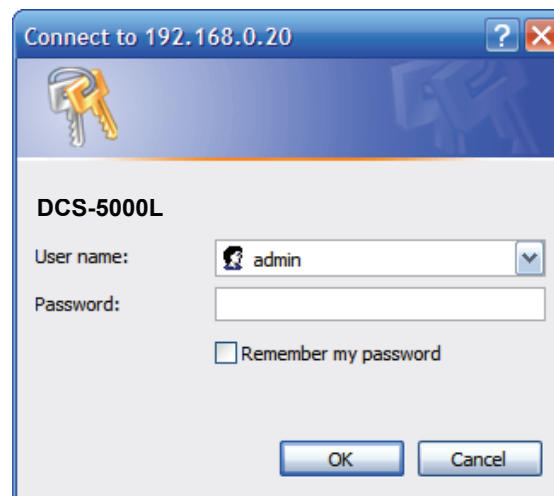 Connect to 192.168.0.20
DCS-5000L
User name: admin
Password:
Remember my password
OK Cancel